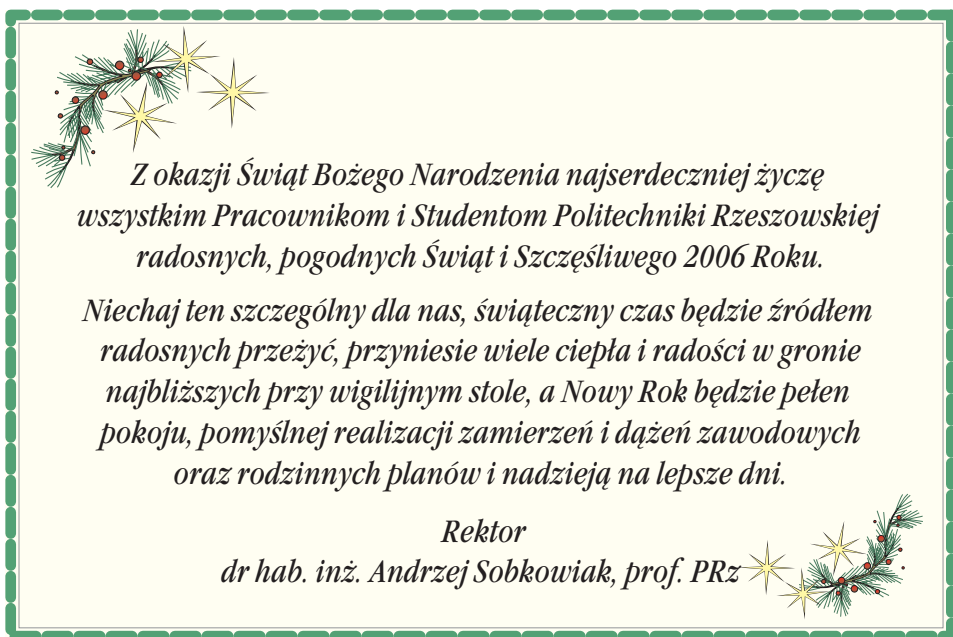 Z okazji Świąt Bożego Narodzenia najserdeczniej życzę
wszystkim Pracownikom i Studentom Politechniki Rzeszowskiej
radosnych, pogodnych Świąt i Szczęśliwego 2006 Roku.
Niechaj ten szczególny dla nas, świąteczny czas będzie źródłem
radosnych przeżyć, przyniesie wiele ciepła i radości w gronie
najbliższych przy wigilijnym stole, a Nowy Rok będzie pełen
pokoju, pomyślnej realizacji zamierzeń i dążeń zawodowych
oraz rodzinnych planów i nadzieją na lepsze dni.
Rektor
dr hab. inż. Andrzej Sobkowiak, prof. PRz